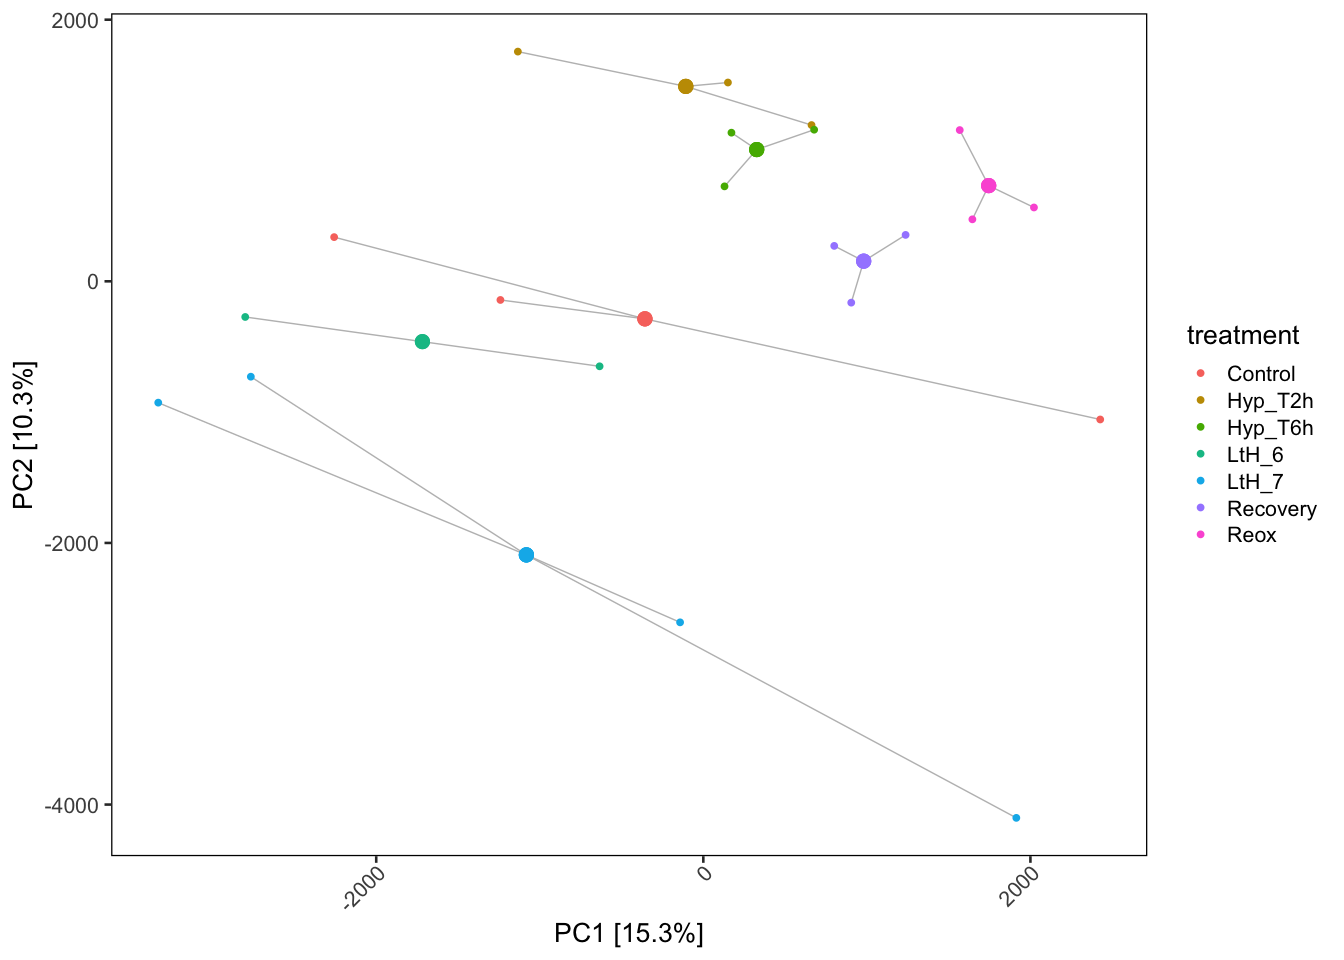 2000
0
-2000
-4000
PC2 [10.3%]
-2000
0
2000
PC1 [15.3%]
treatment
Control
Hyp_T2h
Hyp_T6h
LtH_6
LtH_7
Recovery
Reox